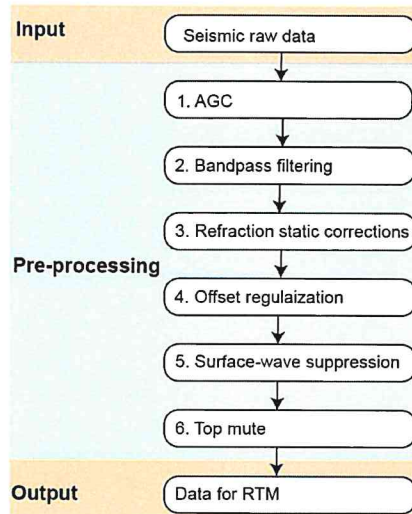 Input
Seismic raw data
1. AGC
2. Bandpass filtering
3. Refraction static corrections
Pre-processing
4. Offset regulaization
5. Surface-wave suppression
6. Top mute
Output
Data for RTM